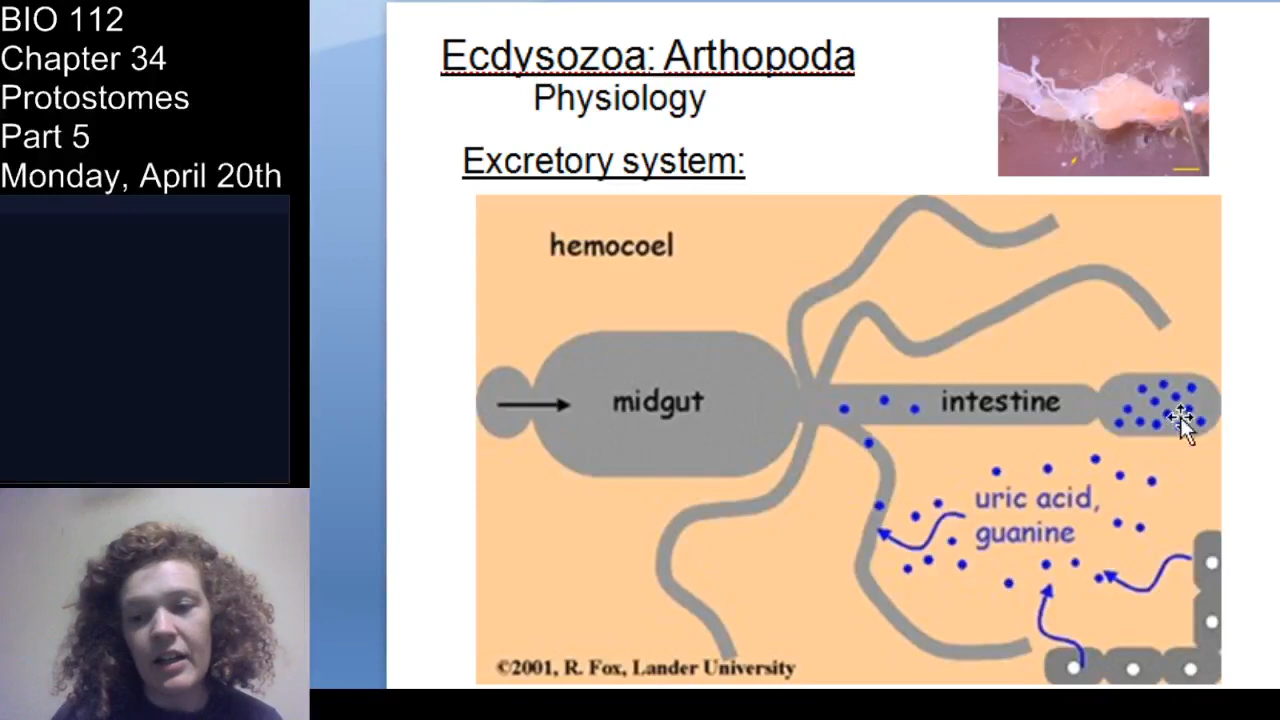 BIO 112
Chapter 34
Protostomes
Part 5
Monday, April 20th
Ecdysozoa: Arthopoda
Physiology
Excretory system:
hemocoel
midgut
intestine
uric acid,
guanine
©2001, R. Fox, Lander University